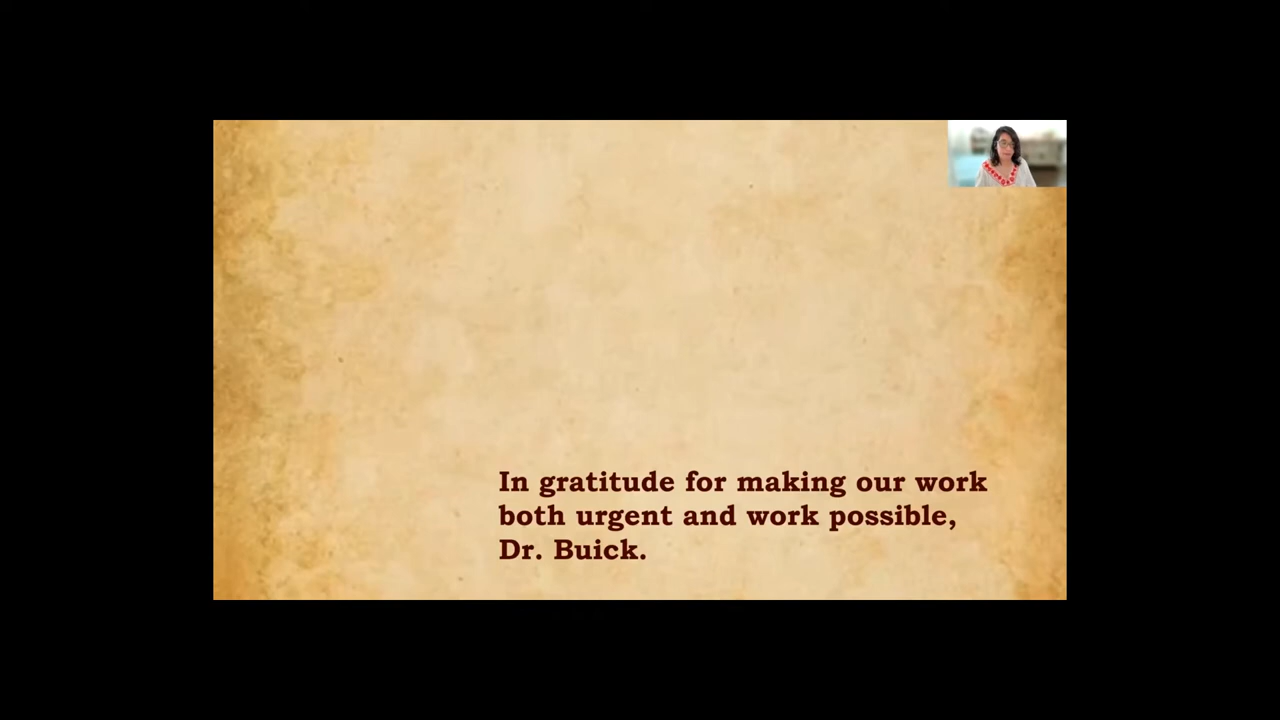 In gratitude for making our work
both urgent and work possible,
Dr. Buick.